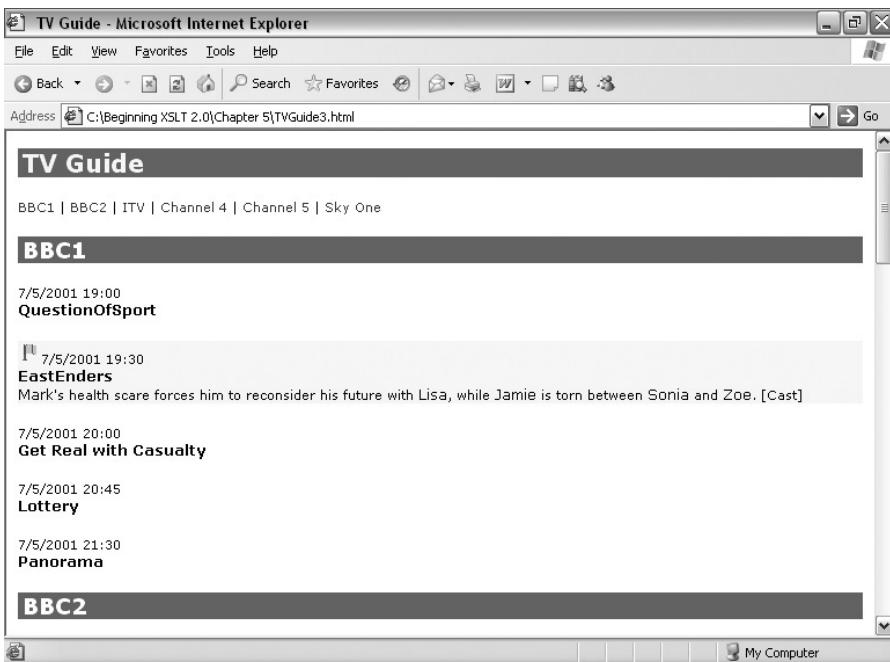 TV Guide - Microsoft Internet Explorer
File Edit View Favorites Tools Help
Back Search Favorites
Address C:\Beginning XSLT 2.0\Chapter 5\TVGuide3.html Go
TV Guide
BBC1 | BBC2 | ITV | Channel 4 | Channel 5 | Sky One
BBC1
7/5/2001 19:00
QuestionOfSport
7/5/2001 19:30
EastEnders
Mark's health scare forces him to reconsider his future with Lisa, while Jamie is torn between Sonia and Zoe. [Cast]
7/5/2001 20:00
Get Real with Casualty
7/5/2001 20:45
Lottery
7/5/2001 21:30
Panorama
BBC2
My Computer